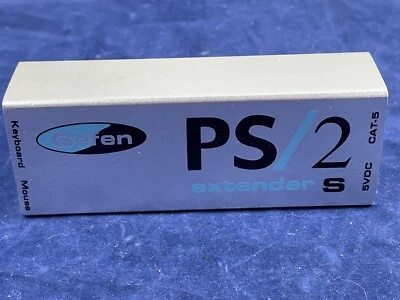 Gefen
PS/2
extender S
Keyboard Mouse
5VDC CAT-5